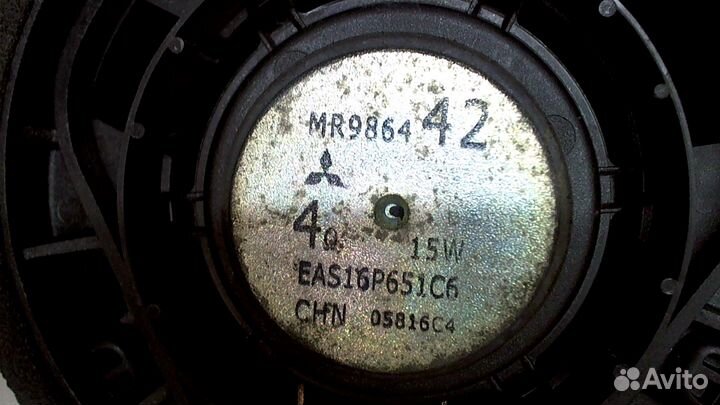 MR9864 42
4Ω 15W
EAS16P651C6
CHN 05816C4
Avito